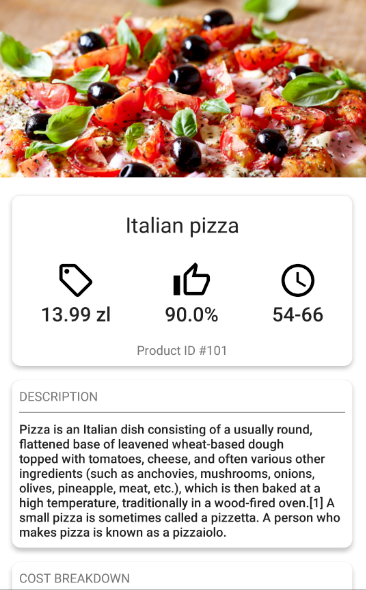 Italian pizza
13.99 zl
90.0%
54-66
Product ID #101
DESCRIPTION
Pizza is an Italian dish consisting of a usually round,
flattened base of leavened wheat-based dough
topped with tomatoes, cheese, and often various other
ingredients (such as anchovies, mushrooms, onions,
olives, pineapple, meat, etc.), which is then baked at a
high temperature, traditionally in a wood-fired oven.[1] A
small pizza is sometimes called a pizzetta. A person who
makes pizza is known as a pizzaiolo.
COST BREAKDOWN